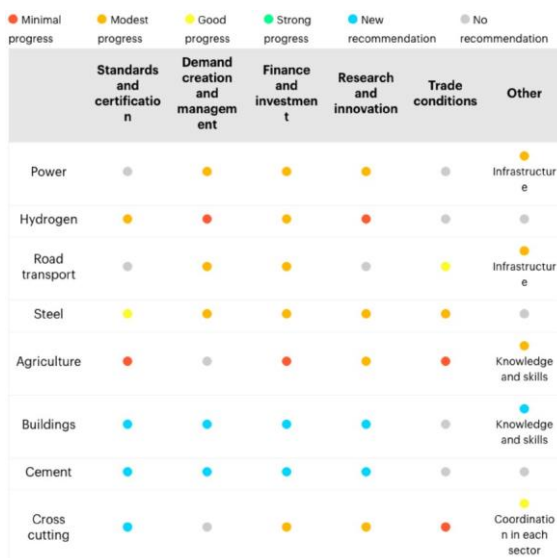 Minimal progress
Modest progress
Good progress
Strong progress
New recommendation
No recommendation
Standards
and
certificatio
n
Demand
creation
and
managem
ent
Finance
and
investmen
t
Research
and
innovation
Trade
conditions
Other
Power
Infrastructur
e
Hydrogen
Road
transport
Infrastructur
e
Steel
Agriculture
Knowledge
and skills
Buildings
Knowledge
and skills
Cement
Cross
cutting
Coordinatio
n in each
sector